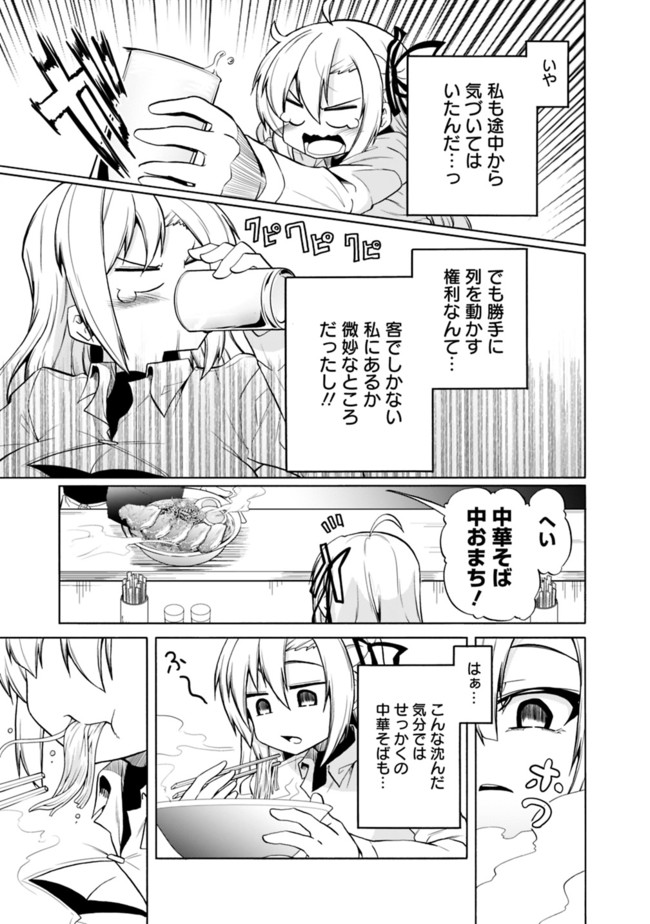 いや
私も途中から
気づいては
いたんだ…っ
ガッ
でも勝手に
列を動かす
権利なんて…
客でしかない
私にあるか
微妙なところ
だったし!!
クピ
クピ
クピ
へい
中華そば
中おまち!
ホカッ
はぁ…
こんな沈んだ
気分では
せっかくの
中華そばも…
ふ〜